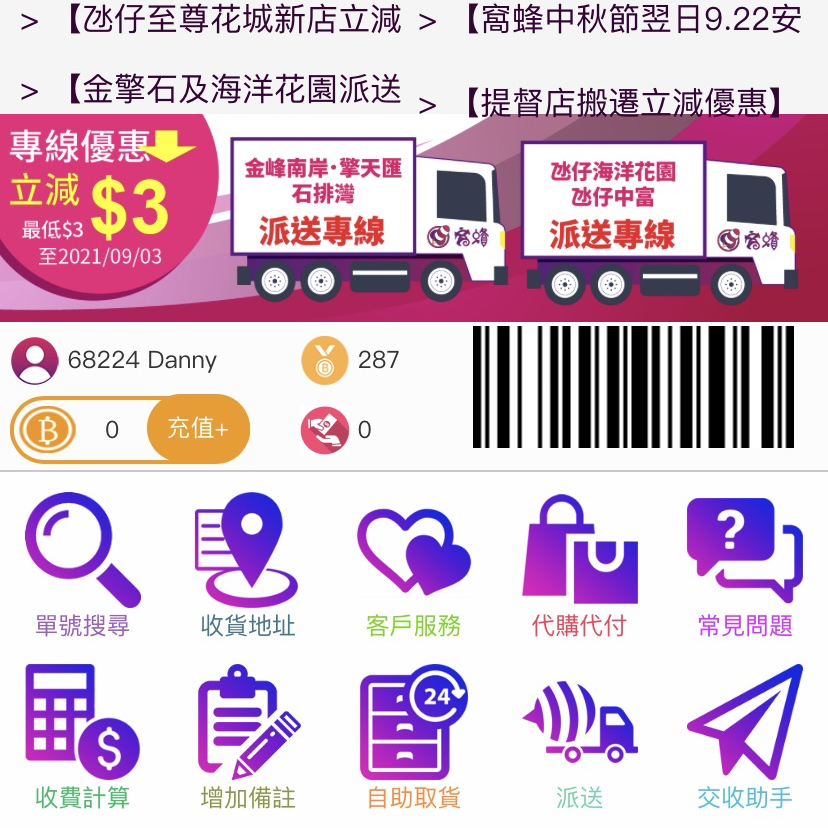 > 【氹仔至尊花城新店立減
> 【窩蜂中秋節翌日9.22安
> 【金擎石及海洋花園派送
> 【提督店搬遷立減優惠】
專線優惠
立減 $3
最低$3
至2021/09/03
金峰南岸·擎天匯
石排灣
派送專線
窩蜂
氹仔海洋花園
氹仔中富
派送專線
窩蜂
68224 Danny
287
0
充值+
0
單號搜尋
收貨地址
客戶服務
代購代付
?
常見問題
收費計算
$
增加備註
24
自助取貨
派送
交收助手